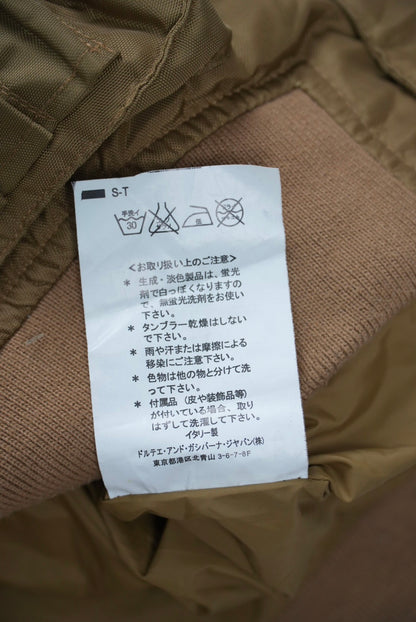 S-T
手洗イ
30
中
<お取り扱い上のご注意>
* 生成・淡色製品は、蛍光
剤で白っぽくなりますの
で、無蛍光洗剤をお使い
下さい。
* タンブラー乾燥はしない
で下さい。
* 雨や汗または摩擦による
移染にご注意下さい。
* 色物は他の物と分けて洗
って下さい。
* 付属品（皮や装飾品等）
が付いている場合、取り
はずして洗濯して下さい。
イタリー製
ドルチェ・アンド・ガッバーナ・ジャパン(株)
東京都港区北青山 3-6-7-8F